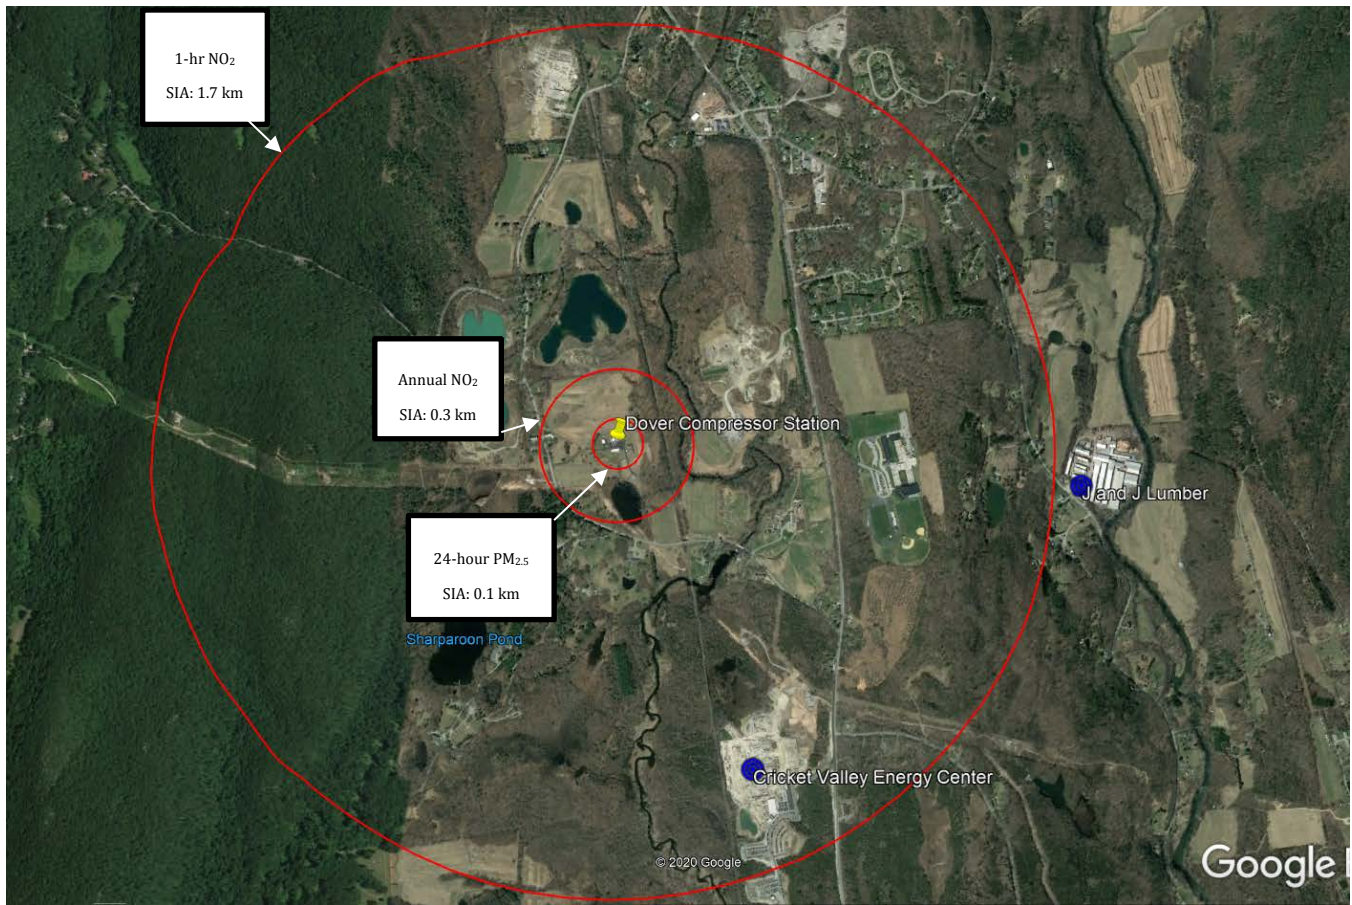 1-hr NO₂
SIA: 1.7 km
Annual NO₂
SIA: 0.3 km
Dover Compressor Station
J and J Lumber
24-hour PM₂.₅
SIA: 0.1 km
Sharparoon Pond
Cricket Valley Energy Center
© 2020 Google
Google